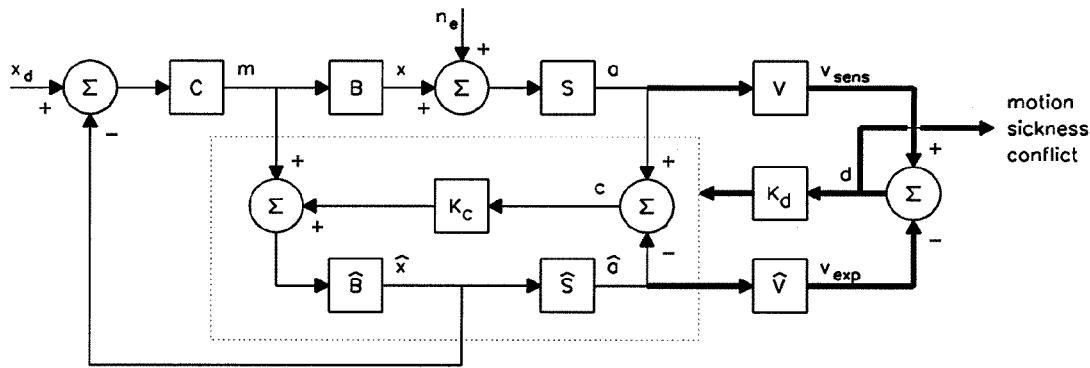 n_e
+
x_d
+
Σ
−
C
m
B
x
+
Σ
S
a
V
v_sens
motion
sickness
conflict
+
Σ
+
K_c
c
+
Σ
−
K_d
d
+
Σ
−
B̂
x̂
Ŝ
â
V̂
v_exp